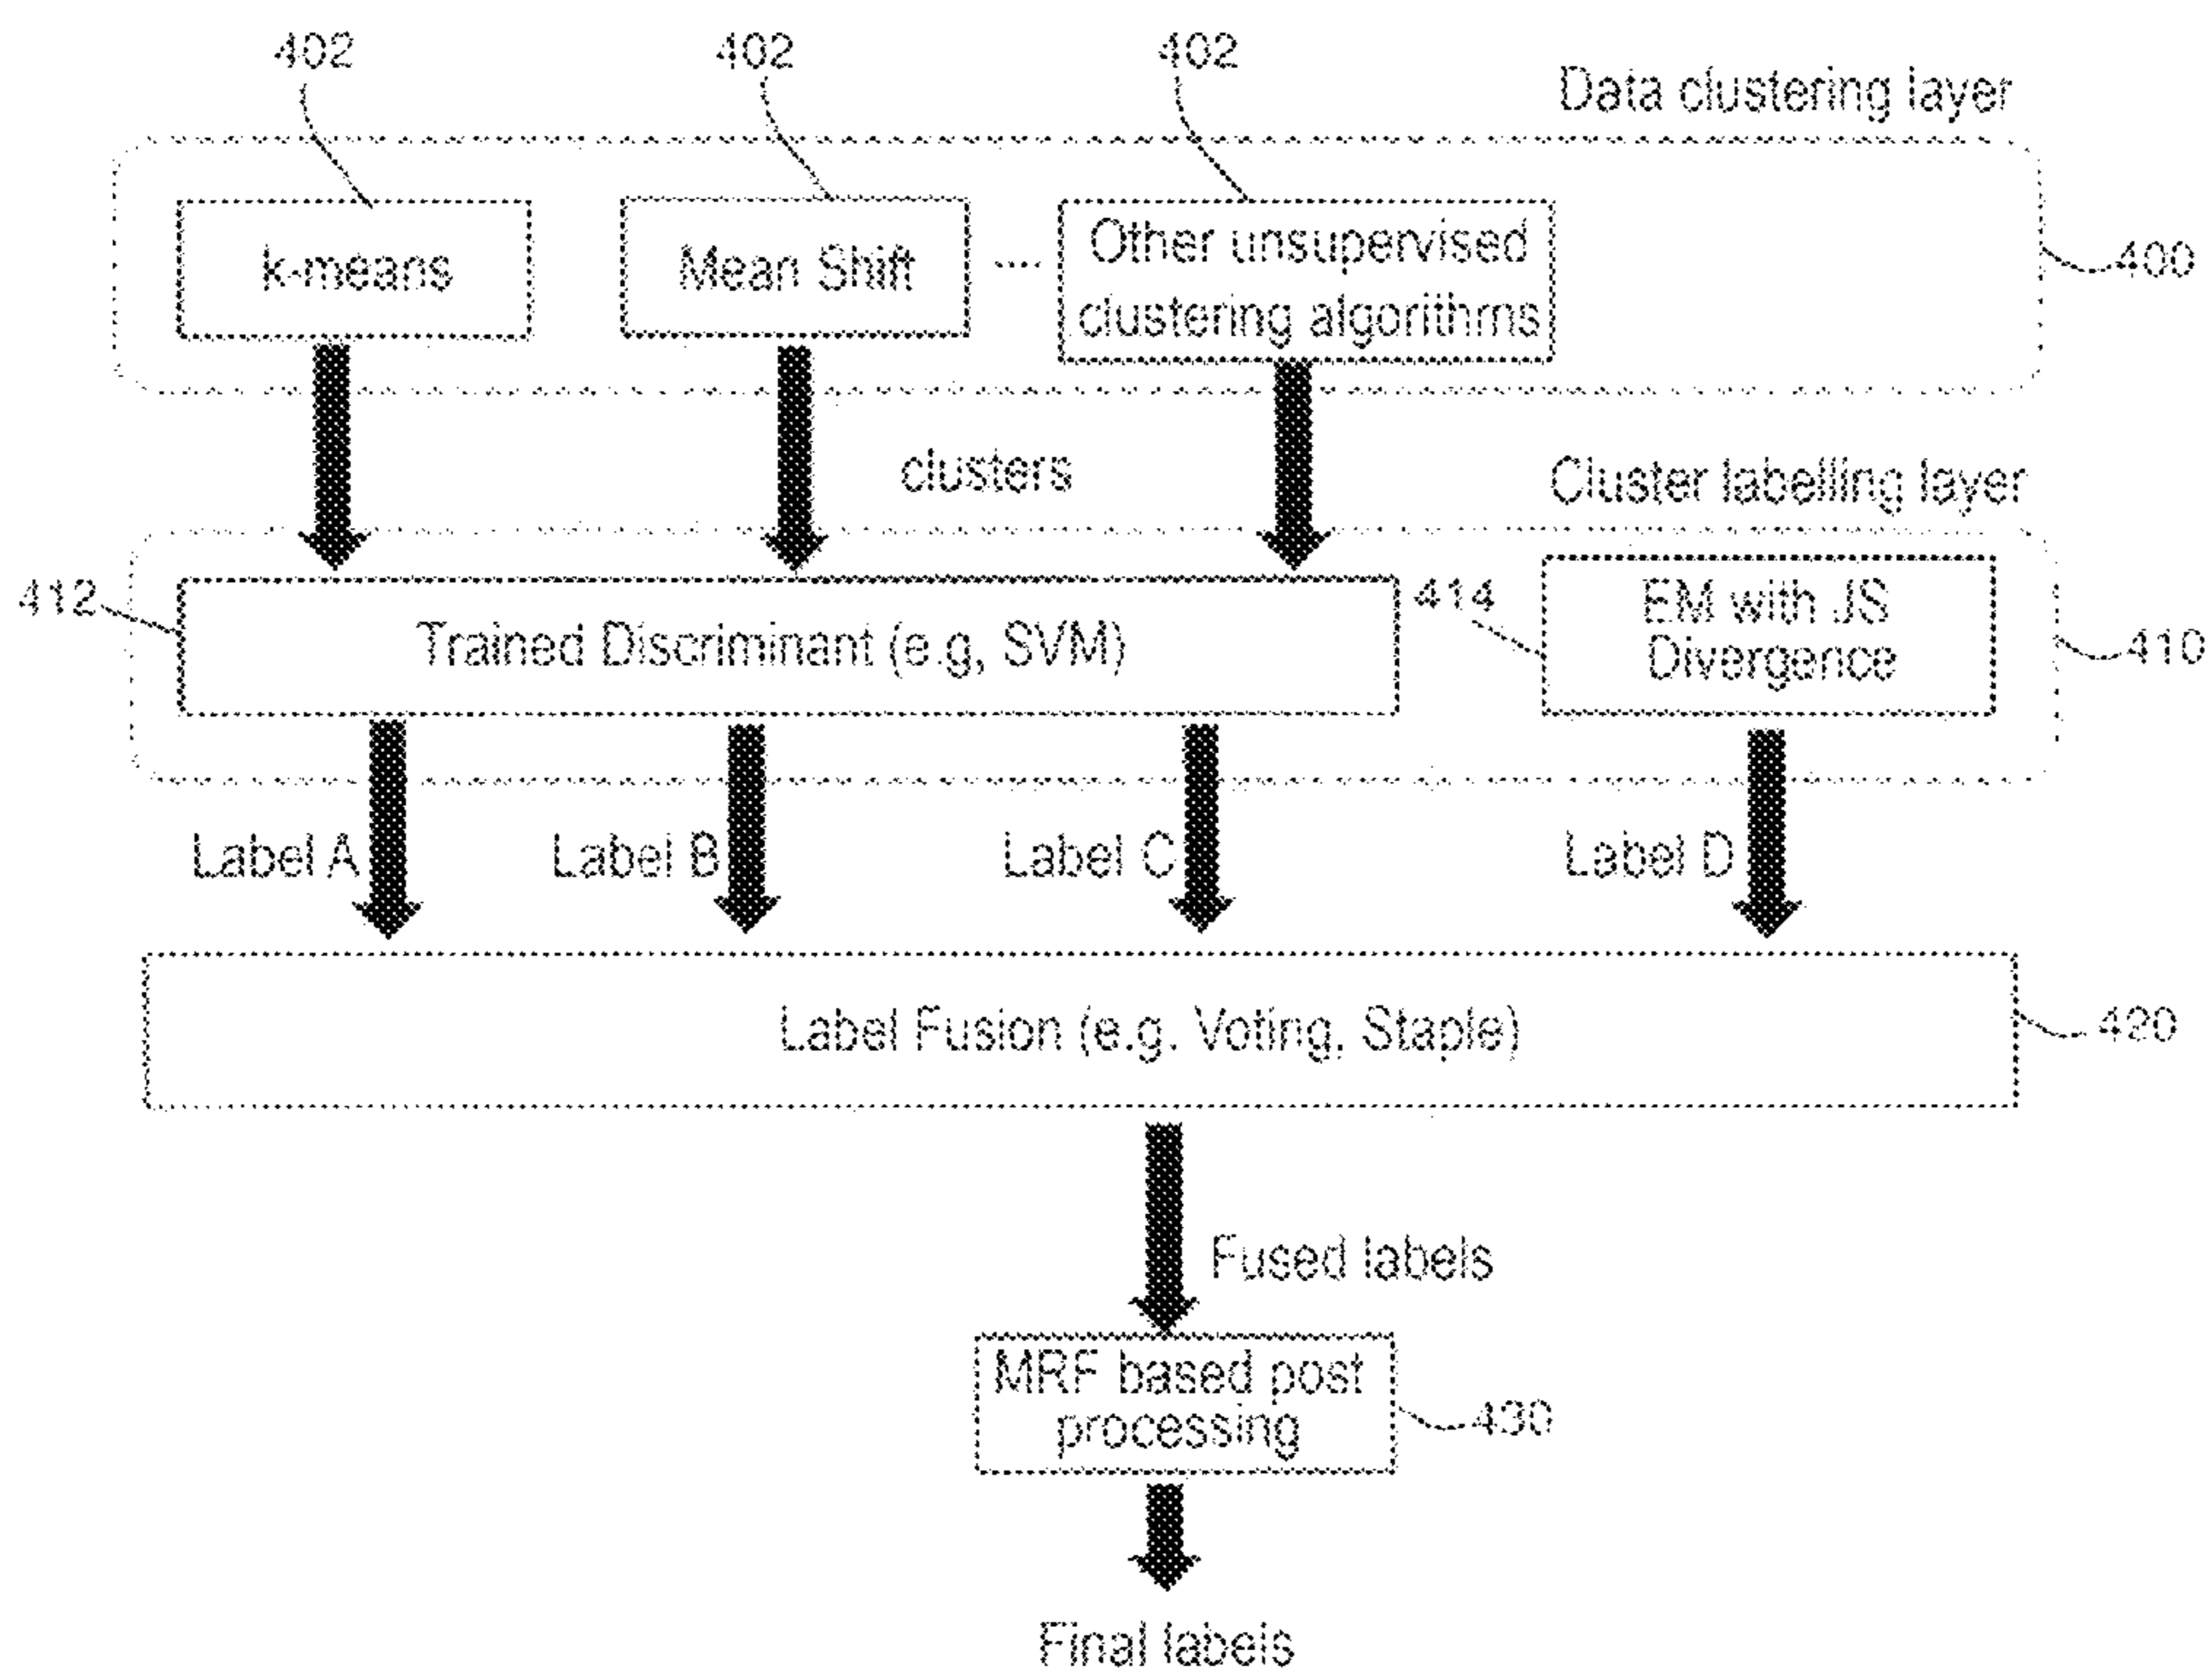 402
402
402
Data clustering layer
k-means
Mean Shift
...
Other unsupervised
clustering algorithms
400
clusters
Cluster labelling layer
412
Trained Discriminant (e.g, SVM)
414
EM with JS
Divergence
410
Label A
Label B
Label C
Label D
Label Fusion (e.g. Voting, Staple)
420
Fused labels
MRF based post
processing
430
Final labels